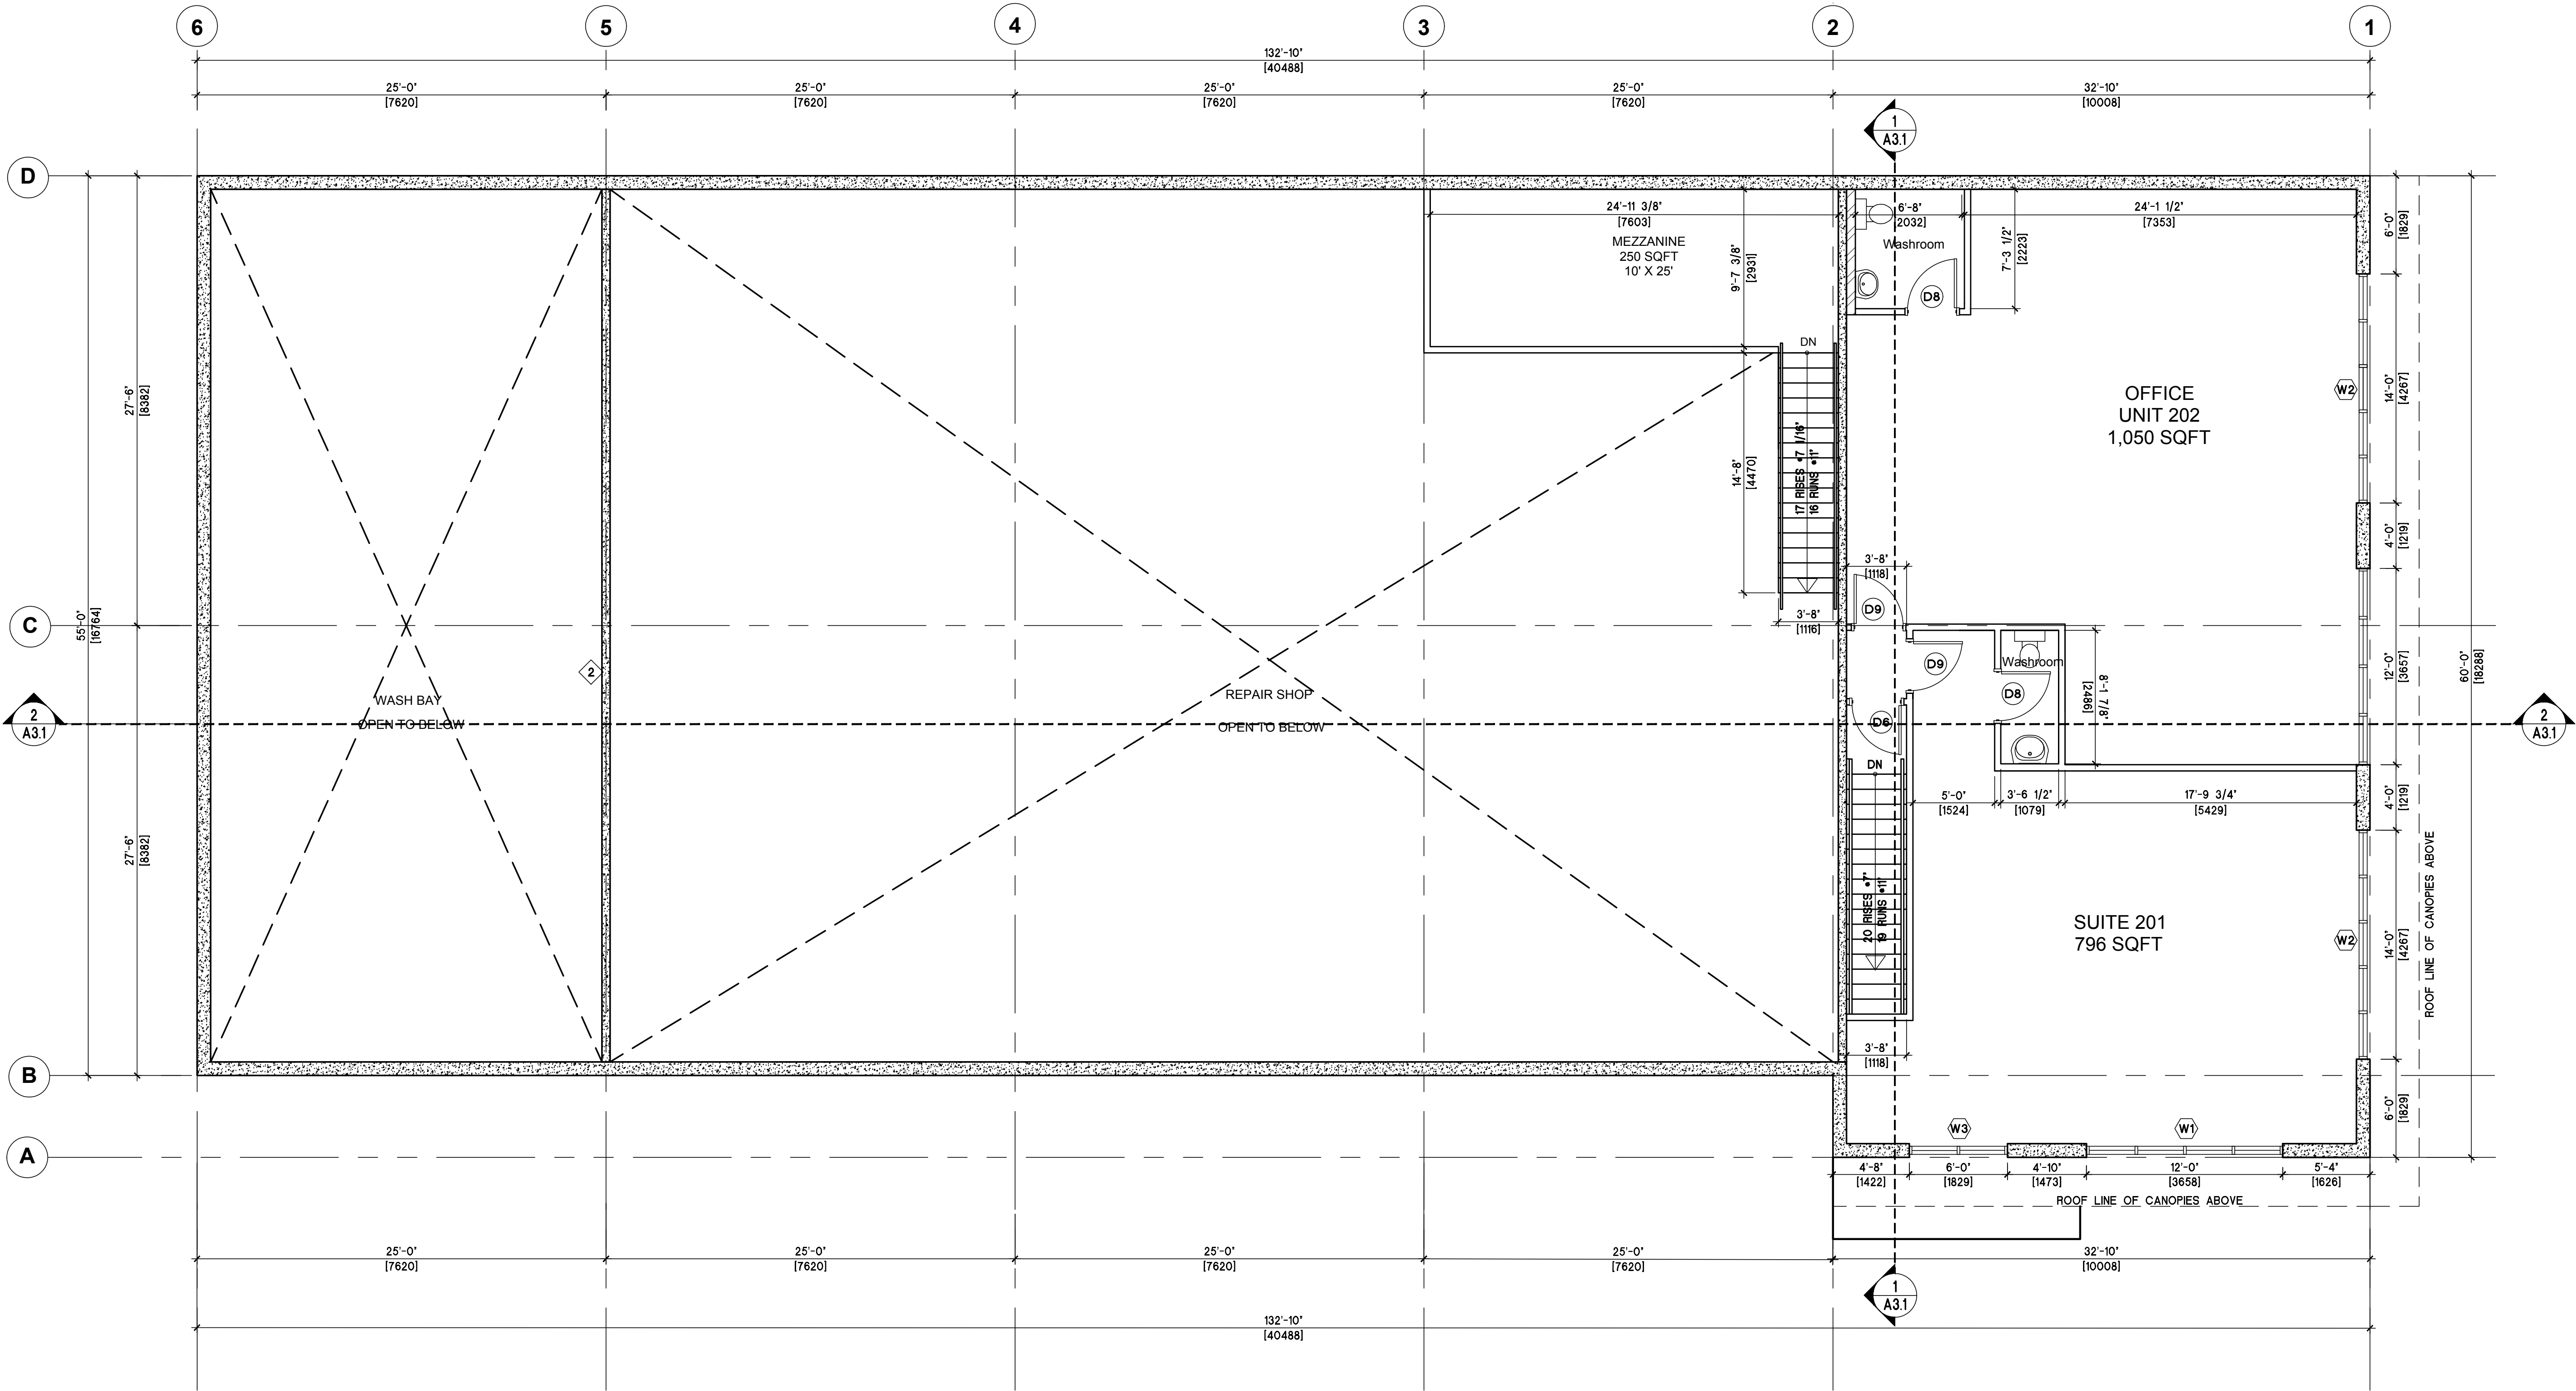 6
5
4
3
2
1
132'-10"
[40488]
25'-0"
[7620]
25'-0"
[7620]
25'-0"
[7620]
25'-0"
[7620]
32'-10"
[10008]
1
A3.1
D
24'-11 3/8"
[7603]
MEZZANINE
250 SQFT
10' X 25'
9'-7 3/8"
[2931]
6'-8"
[2032]
Washroom
D8
7'-3 1/2"
[2223]
24'-1 1/2"
[7353]
6'-0"
[1829]
27'-6"
[8382]
DN
17 RISES @7 1/16"
16 RUNS @11"
14'-8"
[4470]
OFFICE
UNIT 202
1,050 SQFT
W2
14'-0"
[4267]
4'-0"
[1219]
3'-8"
[1118]
D9
3'-8"
[1116]
C
55'-0"
[16764]
2
D9
Washroom
D8
8'-1 7/8"
[2486]
12'-0"
[3657]
60'-0"
[18288]
WASH BAY
OPEN TO BELOW
REPAIR SHOP
OPEN TO BELOW
2
A3.1
D6
2
A3.1
DN
20 RISES @7"
19 RUNS @11"
5'-0"
[1524]
3'-6 1/2"
[1079]
17'-9 3/4"
[5429]
4'-0"
[1219]
27'-6"
[8382]
SUITE 201
796 SQFT
W2
14'-0"
[4267]
ROOF LINE OF CANOPIES ABOVE
3'-8"
[1118]
B
6'-0"
[1829]
W3
W1
A
4'-8"
[1422]
6'-0"
[1829]
4'-10"
[1473]
12'-0"
[3658]
5'-4"
[1626]
ROOF LINE OF CANOPIES ABOVE
25'-0"
[7620]
25'-0"
[7620]
25'-0"
[7620]
25'-0"
[7620]
32'-10"
[10008]
1
A3.1
132'-10"
[40488]